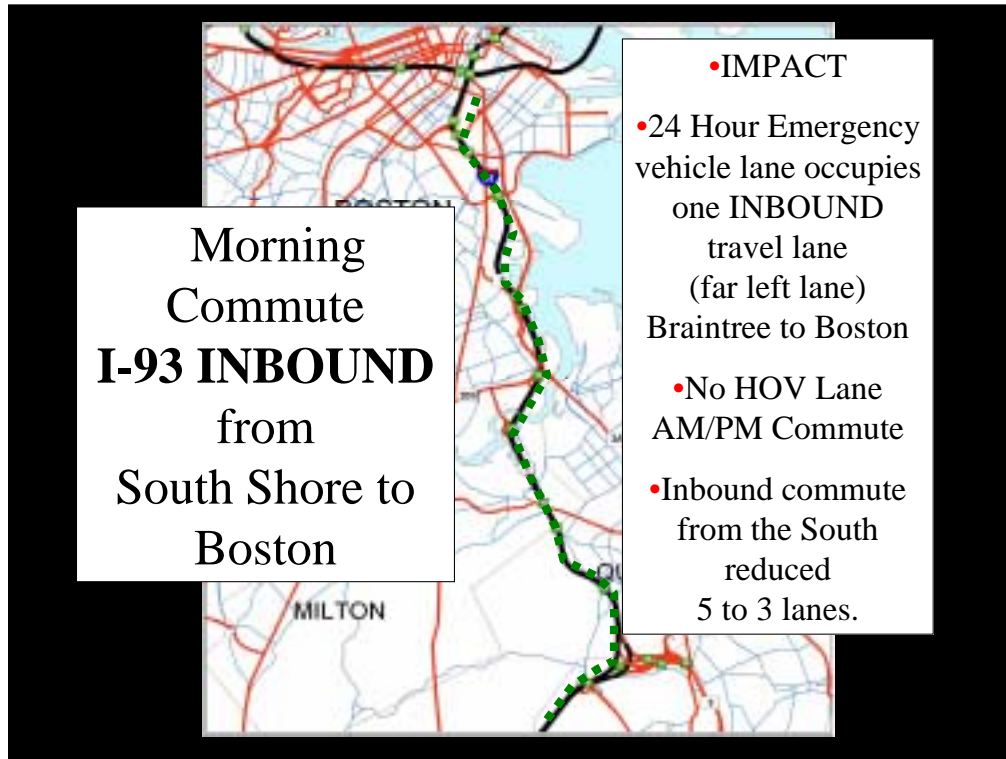 Morning
Commute
I-93 INBOUND
from
South Shore to
Boston
•IMPACT
•24 Hour Emergency
vehicle lane occupies
one INBOUND
travel lane
(far left lane)
Braintree to Boston
•No HOV Lane
AM/PM Commute
•Inbound commute
from the South
reduced
5 to 3 lanes.
BOSTON
QU
MILTON